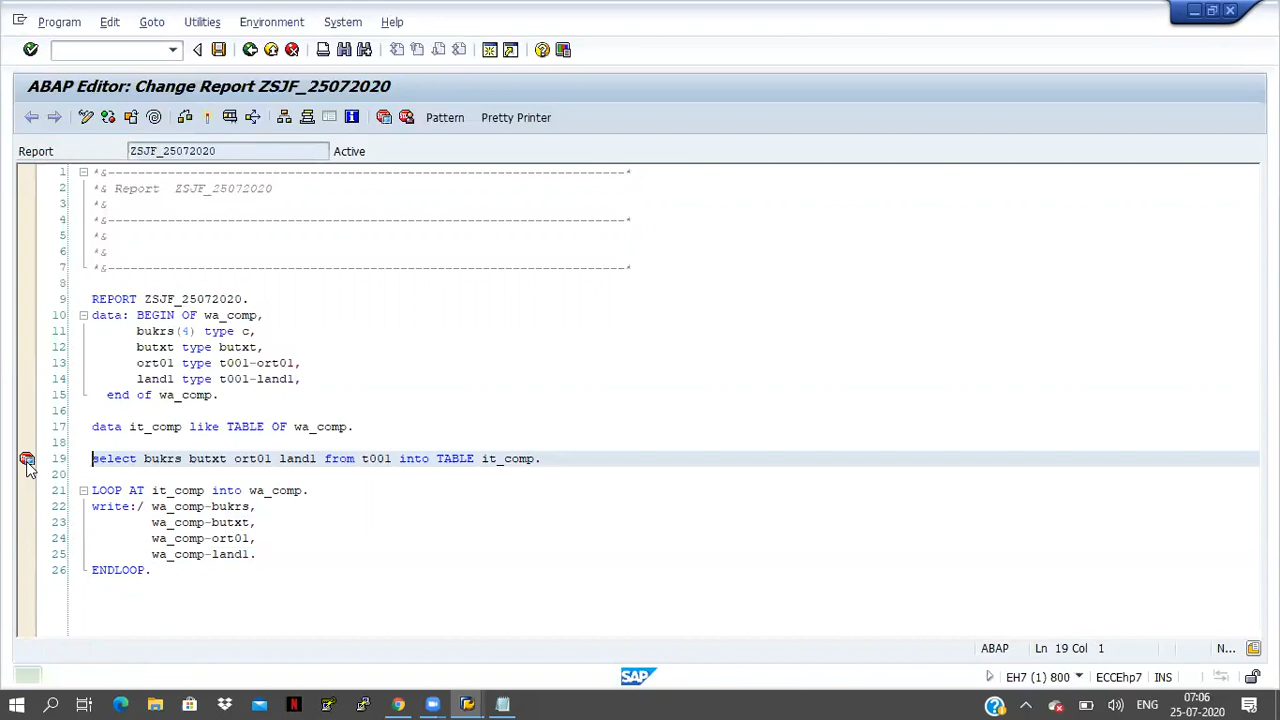 Program Edit Goto Utilities Environment System Help
ABAP Editor: Change Report ZSJF_25072020
Pattern Pretty Printer
Report ZSJF_25072020 Active
1 *&---------------------------------------------------------------------*
2 *& Report  ZSJF_25072020
3 *&
4 *&---------------------------------------------------------------------*
5 *&
6 *&
7 *&---------------------------------------------------------------------*
8
9 REPORT ZSJF_25072020.
10 data: BEGIN OF wa_comp,
11 bukrs(4) type c,
12 butxt type butxt,
13 ort01 type t001-ort01,
14 land1 type t001-land1,
15 end of wa_comp.
16
17 data it_comp like TABLE OF wa_comp.
18
19 select bukrs butxt ort01 land1 from t001 into TABLE it_comp.
20
21 LOOP AT it_comp into wa_comp.
22 write:/ wa_comp-bukrs,
23 wa_comp-butxt,
24 wa_comp-ort01,
25 wa_comp-land1.
26 ENDLOOP.
ABAP Ln 19 Col 1 N...
SAP EH7 (1) 800 ECCEhp7 INS
ENG 07:06
25-07-2020